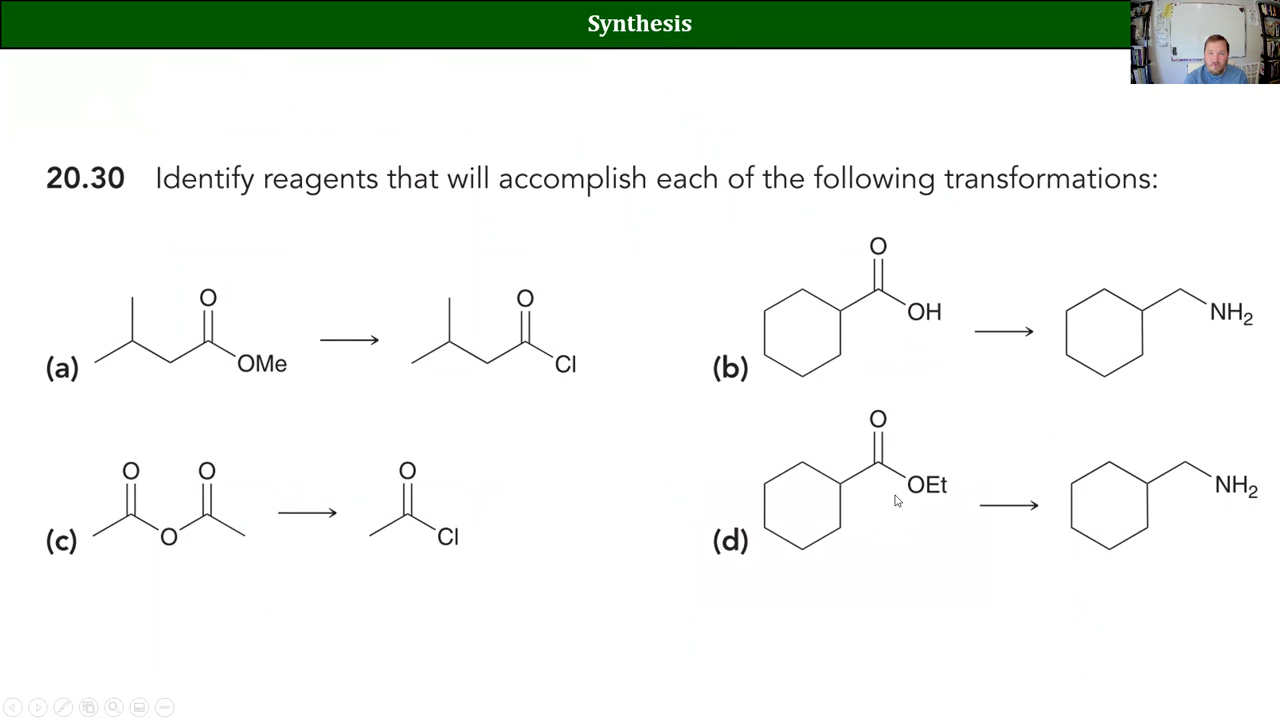 Synthesis
20.30 Identify reagents that will accomplish each of the following transformations:
(a) O OMe O Cl
(b) O OH NH2
(c) O O O O Cl
(d) O OEt NH2